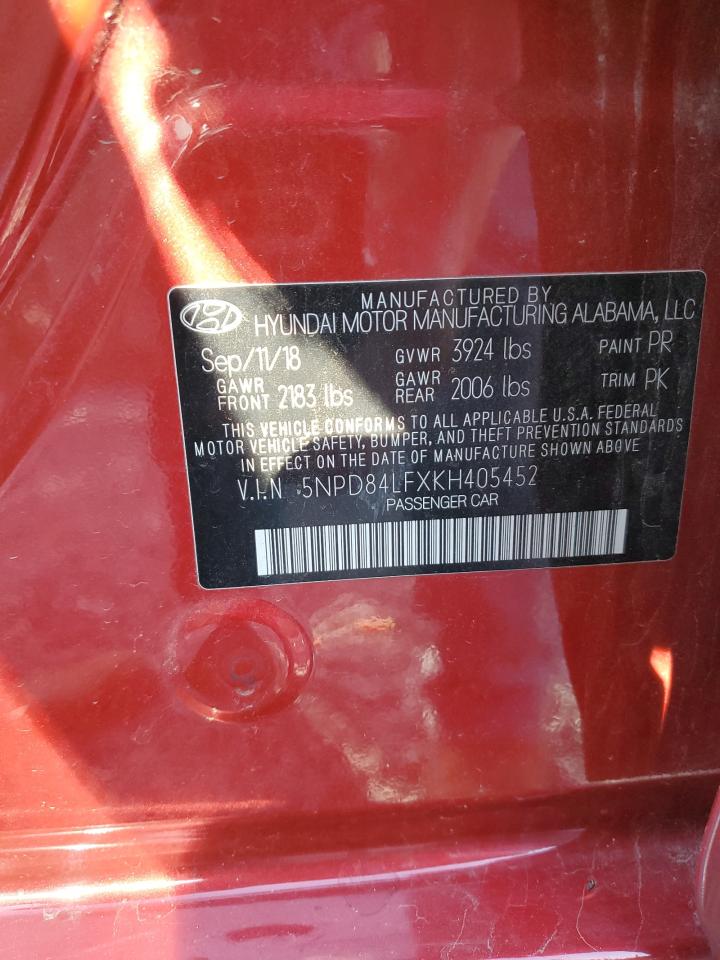 MANUFACTURED BY
HYUNDAI MOTOR MANUFACTURING ALABAMA, LLC
Sep/11/18 GVWR 3924 lbs PAINT PR
GAWR FRONT 2183 lbs GAWR REAR 2006 lbs TRIM PK
THIS VEHICLE CONFORMS TO ALL APPLICABLE U.S.A. FEDERAL
MOTOR VEHICLE SAFETY, BUMPER, AND THEFT PREVENTION STANDARDS
IN EFFECT ON THE DATE OF MANUFACTURE SHOWN ABOVE
V.I.N 5NPD84LFXKH405452
PASSENGER CAR